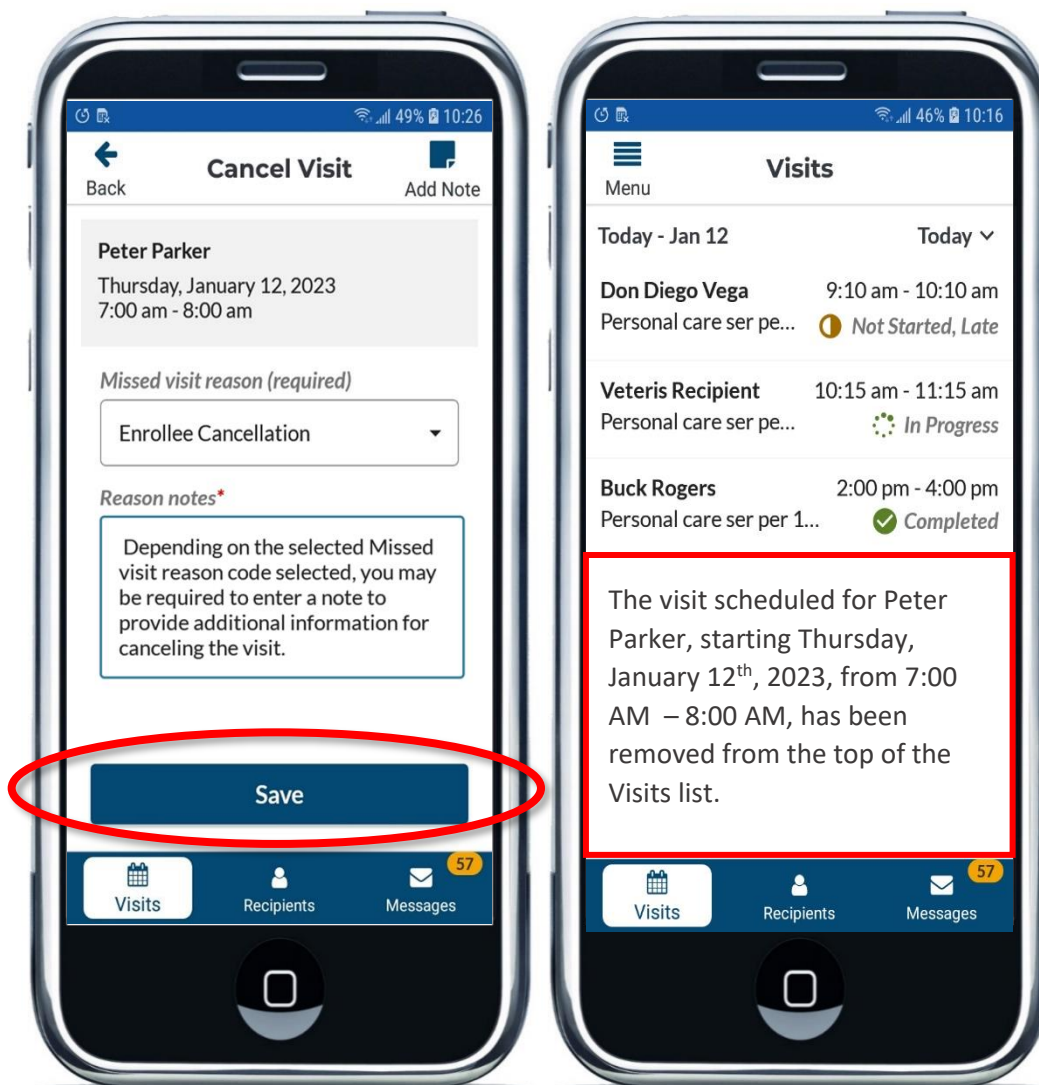 49% 10:26
Back
Cancel Visit
Add Note
Peter Parker
Thursday, January 12, 2023
7:00 am - 8:00 am
Missed visit reason (required)
Enrollee Cancellation
Reason notes*
Depending on the selected Missed
visit reason code selected, you may
be required to enter a note to
provide additional information for
canceling the visit.
Save
Visits
Recipients
Messages
57
46% 10:16
Menu
Visits
Today - Jan 12
Today
Don Diego Vega 9:10 am - 10:10 am
Personal care ser pe... Not Started, Late
Veteris Recipient 10:15 am - 11:15 am
Personal care ser pe... In Progress
Buck Rogers 2:00 pm - 4:00 pm
Personal care ser per 1... Completed
The visit scheduled for Peter
Parker, starting Thursday,
January 12th, 2023, from 7:00
AM – 8:00 AM, has been
removed from the top of the
Visits list.
Visits
Recipients
Messages
57